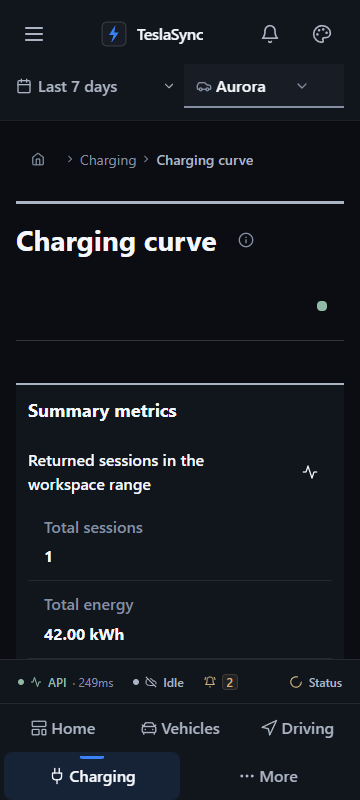 TeslaSync
Last 7 days
Aurora
Charging
Charging curve
Charging curve
Summary metrics
Returned sessions in the
workspace range
Total sessions
1
Total energy
42.00 kWh
API · 249ms
Idle
2
Status
Home
Vehicles
Driving
Charging
More